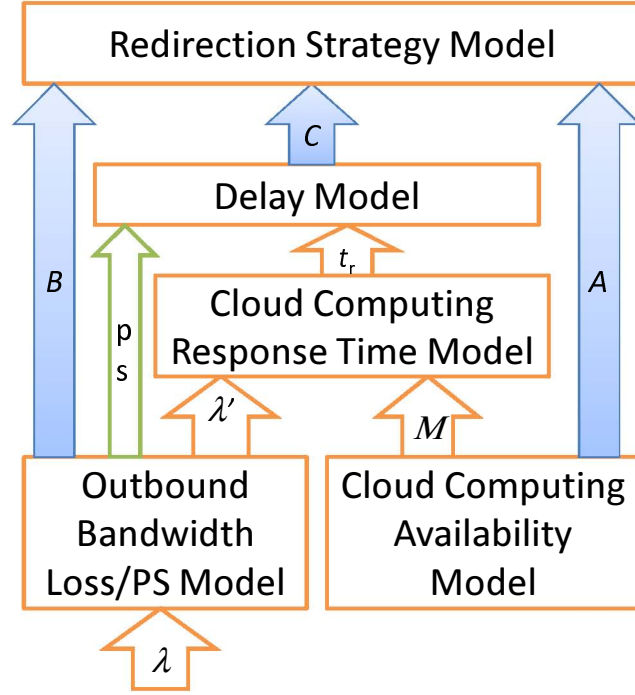 Redirection Strategy Model
C
Delay Model
B
A
p
s
t_r
Cloud Computing
Response Time Model
λ'
M
Outbound
Bandwidth
Loss/PS Model
Cloud Computing
Availability
Model
λ